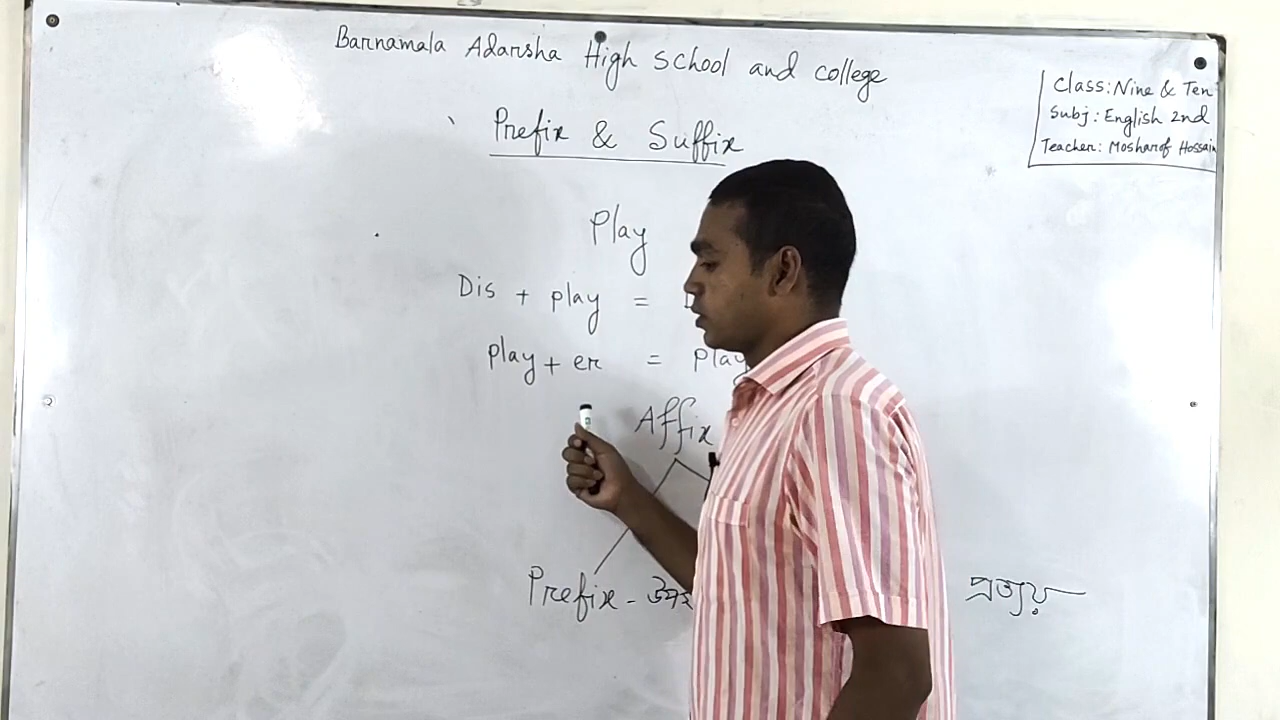 Barnamala Adarsha High School and college
Class: Nine & Ten
Subj: English 2nd
Teacher: Mosharof Hossain
Prefix & Suffix
Play
Dis + play =
play + er = play
Affix
Prefix - প্রত্যয়